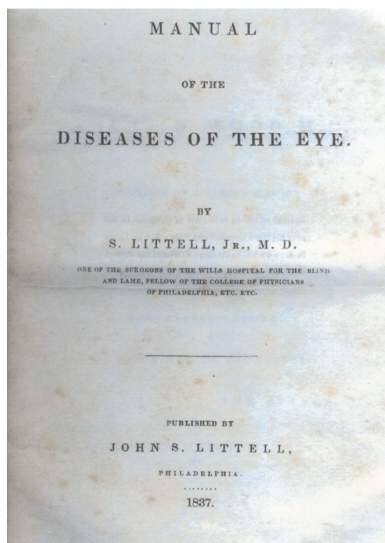 MANUAL
OF THE
DISEASES OF THE EYE.
BY
S. LITTELL, JR., M. D.
ONE OF THE SURGEONS OF THE WILLS HOSPITAL FOR THE BLIND
AND LAME, FELLOW OF THE COLLEGE OF PHYSICIANS
OF PHILADELPHIA, ETC. ETC.
PUBLISHED BY
JOHN S. LITTELL,
PHILADELPHIA.
........
1837.